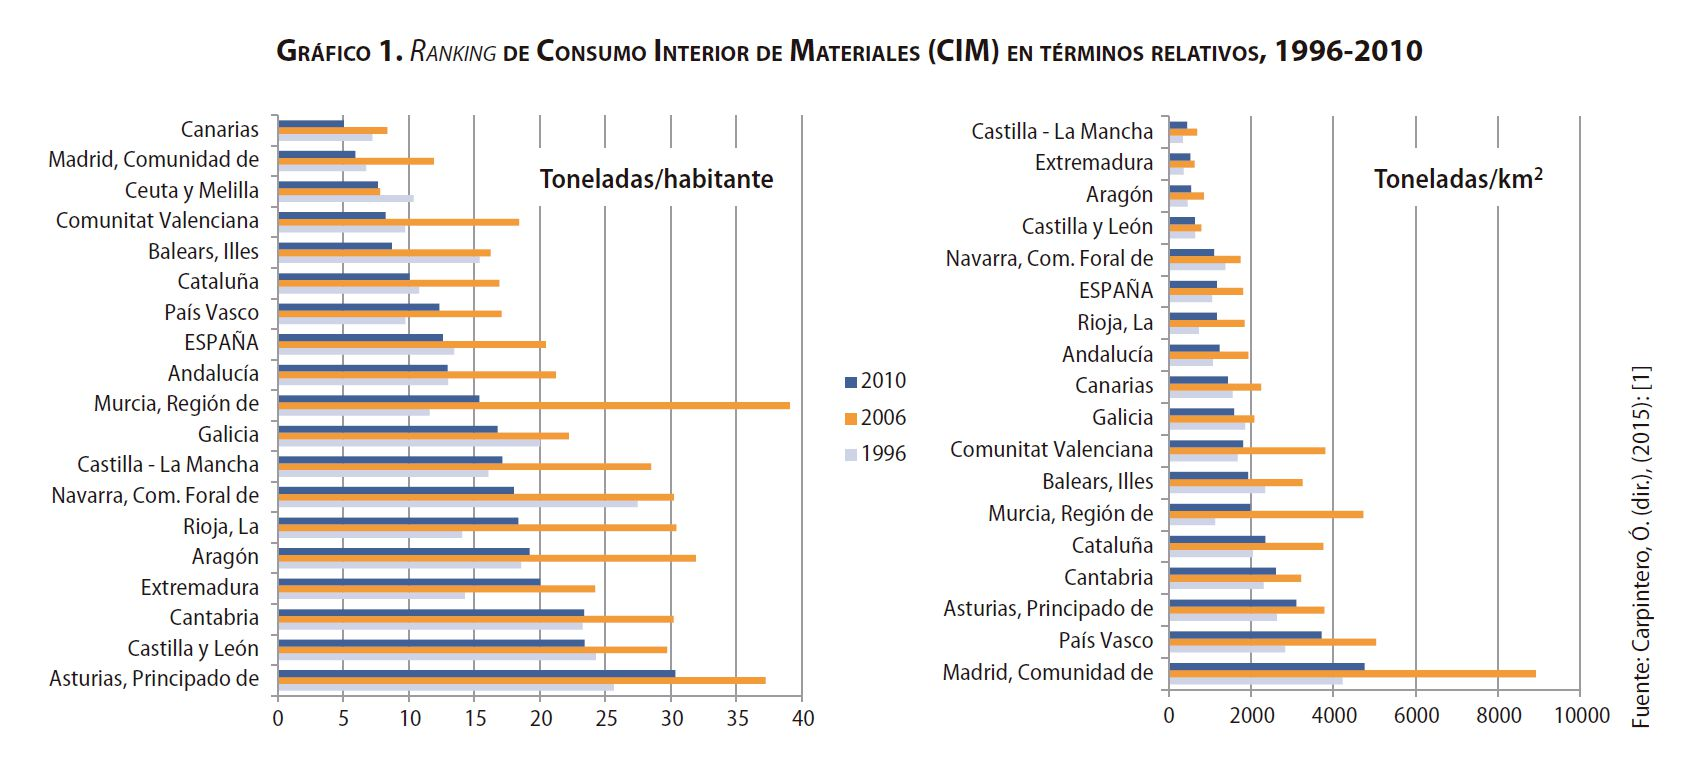 GRÁFICO 1. RANKING DE CONSUMO INTERIOR DE MATERIALES (CIM) EN TÉRMINOS RELATIVOS, 1996-2010
Toneladas/habitante
Canarias
Madrid, Comunidad de
Ceuta y Melilla
Comunitat Valenciana
Balears, Illes
Cataluña
País Vasco
ESPAÑA
Andalucía
Murcia, Región de
Galicia
Castilla - La Mancha
Navarra, Com. Foral de
Rioja, La
Aragón
Extremadura
Cantabria
Castilla y León
Asturias, Principado de
0 5 10 15 20 25 30 35 40
2010
2006
1996
Toneladas/km²
Castilla - La Mancha
Extremadura
Aragón
Castilla y León
Navarra, Com. Foral de
ESPAÑA
Rioja, La
Andalucía
Canarias
Galicia
Comunitat Valenciana
Balears, Illes
Murcia, Región de
Cataluña
Cantabria
Asturias, Principado de
País Vasco
Madrid, Comunidad de
0 2000 4000 6000 8000 10000
Fuente: Carpintero, Ó. (dir.), (2015): [1]